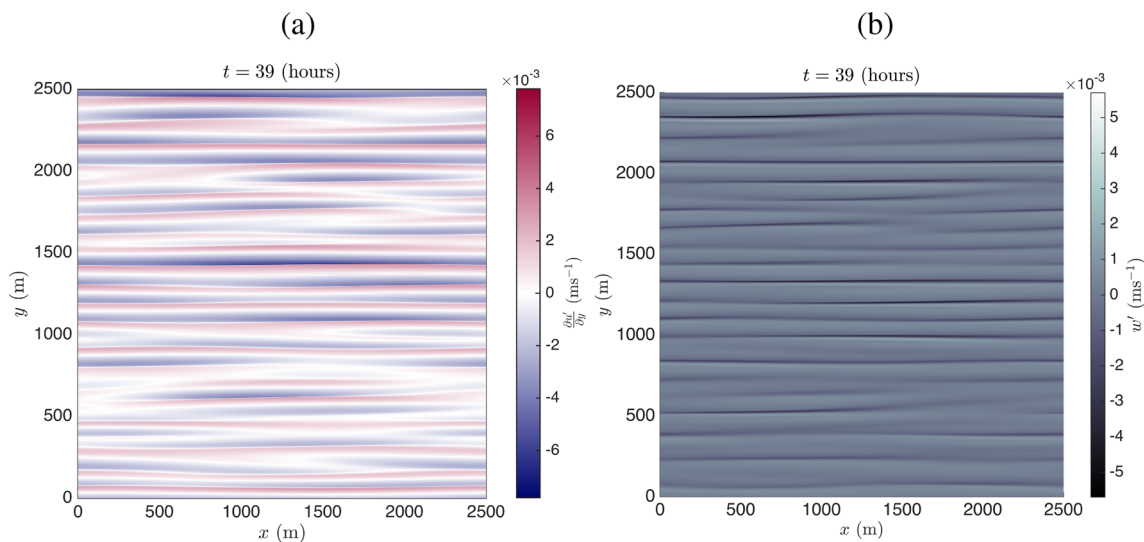 (a)
t = 39 (hours)
×10⁻³
2500
2000
1500
1000
500
0
y (m)
0 500 1000 1500 2000 2500
x (m)
6
4
2
0
-2
-4
-6
∂u′/∂y (ms⁻¹)
(b)
t = 39 (hours)
×10⁻³
2500
2000
1500
1000
500
0
y (m)
0 500 1000 1500 2000 2500
x (m)
5
4
3
2
1
0
-1
-2
-3
-4
-5
w′ (ms⁻¹)